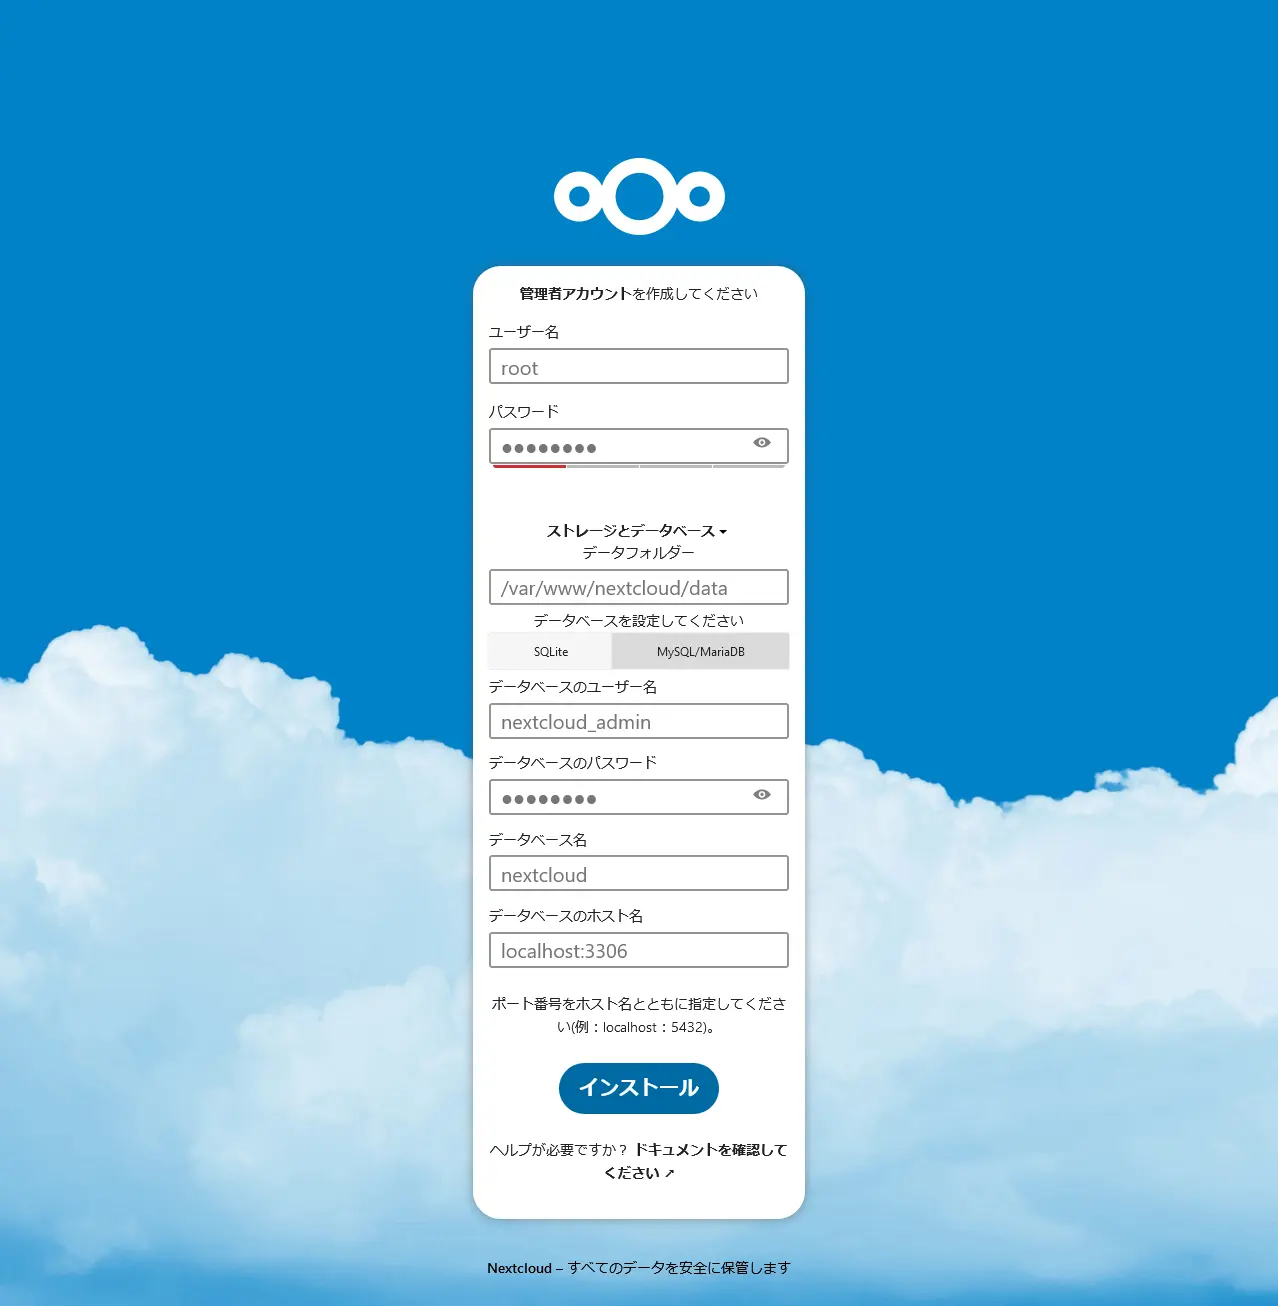 管理者アカウントを作成してください
ユーザー名
root
パスワード
●●●●●●●●
ストレージとデータベース
データフォルダー
/var/www/nextcloud/data
データベースを設定してください
SQLite
MySQL/MariaDB
データベースのユーザー名
nextcloud_admin
データベースのパスワード
●●●●●●●●
データベース名
nextcloud
データベースのホスト名
localhost:3306
ポート番号をホスト名とともに指定してくださ
い(例：localhost：5432)。
インストール
ヘルプが必要ですか？ ドキュメントを確認して
ください ↗
Nextcloud – すべてのデータを安全に保管します